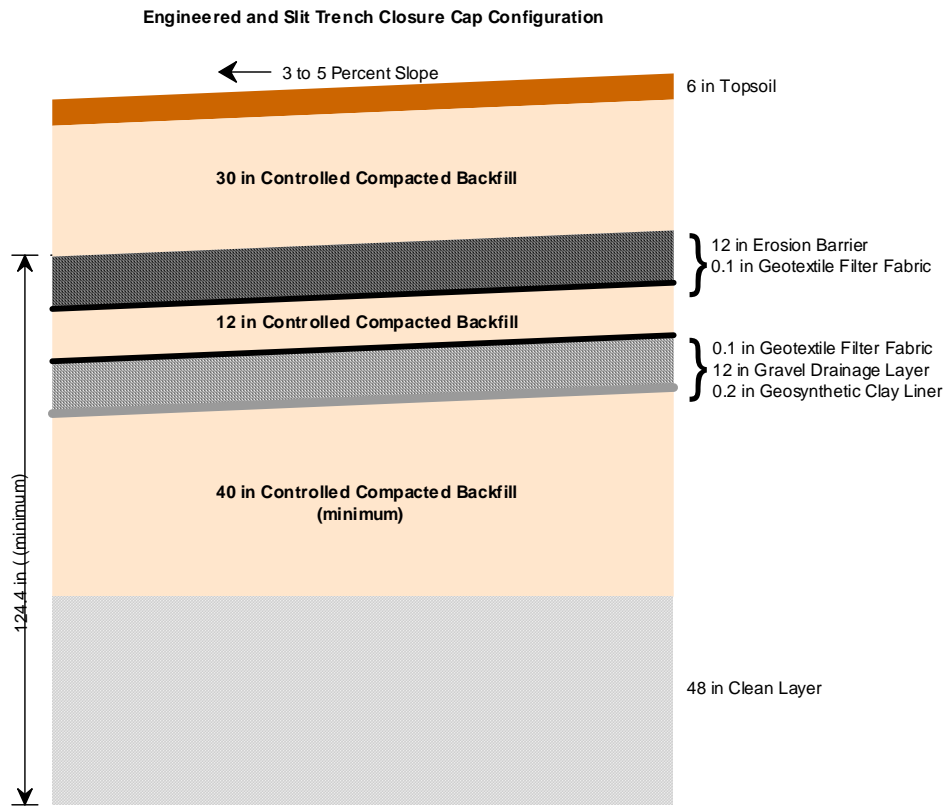 Engineered and Slit Trench Closure Cap Configuration
3 to 5 Percent Slope
6 in Topsoil
30 in Controlled Compacted Backfill
12 in Erosion Barrier
0.1 in Geotextile Filter Fabric
12 in Controlled Compacted Backfill
0.1 in Geotextile Filter Fabric
12 in Gravel Drainage Layer
0.2 in Geosynthetic Clay Liner
40 in Controlled Compacted Backfill
(minimum)
124.4 in ( (minimum)
48 in Clean Layer